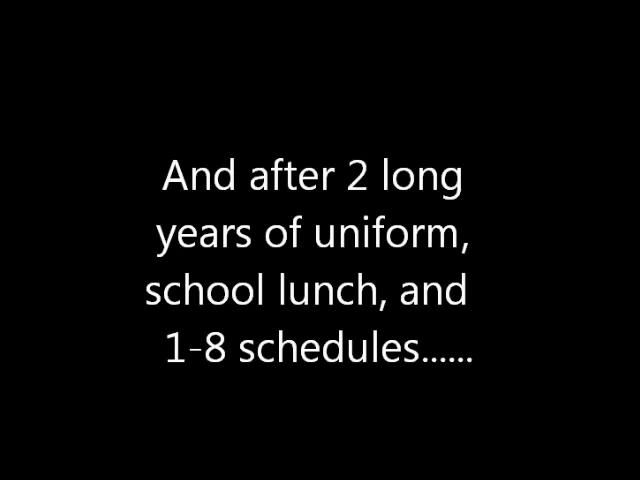 And after 2 long
years of uniform,
school lunch, and
1-8 schedules......